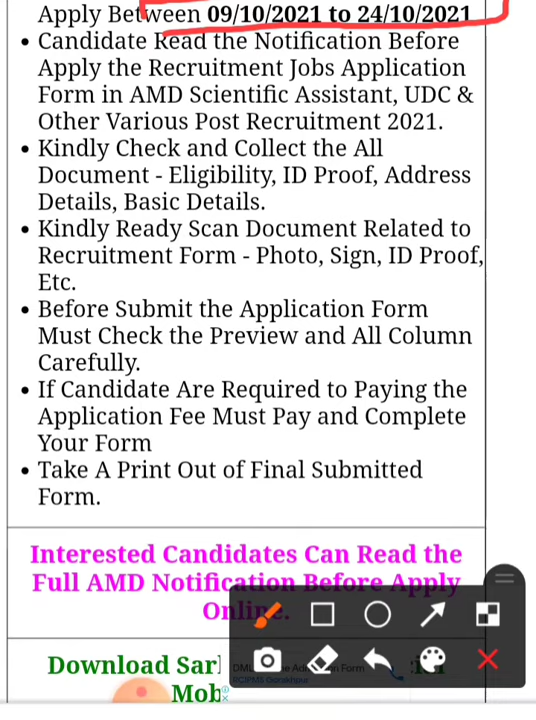 Apply Between 09/10/2021 to 24/10/2021
• Candidate Read the Notification Before
Apply the Recruitment Jobs Application
Form in AMD Scientific Assistant, UDC &
Other Various Post Recruitment 2021.
• Kindly Check and Collect the All
Document - Eligibility, ID Proof, Address
Details, Basic Details.
• Kindly Ready Scan Document Related to
Recruitment Form - Photo, Sign, ID Proof,
Etc.
• Before Submit the Application Form
Must Check the Preview and All Column
Carefully.
• If Candidate Are Required to Paying the
Application Fee Must Pay and Complete
Your Form
• Take A Print Out of Final Submitted
Form.
Interested Candidates Can Read the
Full AMD Notification Before Apply
Online.
Download Sar
Mob